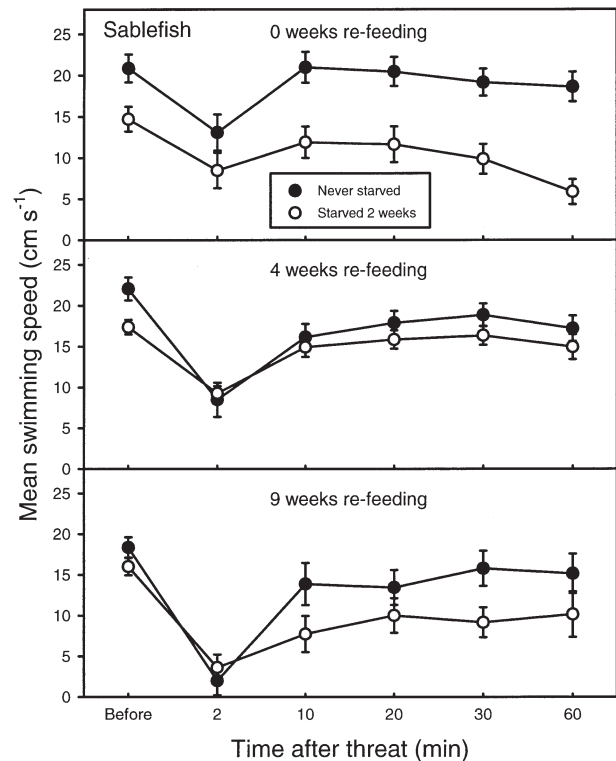 Sablefish
0 weeks re-feeding
25
20
15
10
5
0
Never starved
Starved 2 weeks
4 weeks re-feeding
25
20
15
10
5
0
9 weeks re-feeding
25
20
15
10
5
0
Mean swimming speed (cm s⁻¹)
Before 2 10 20 30 60
Time after threat (min)